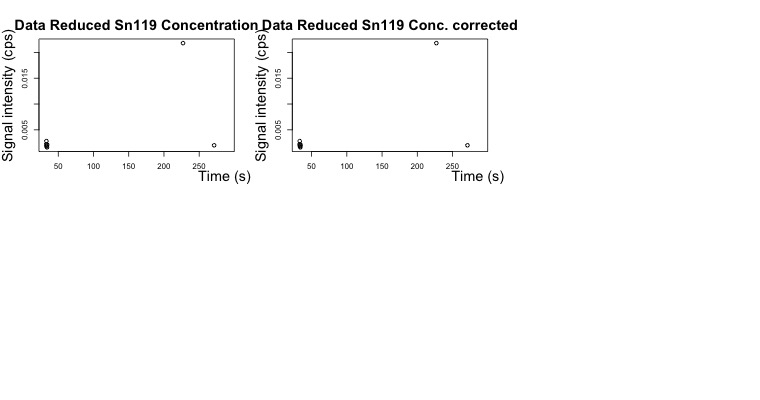 Data Reduced Sn119 Concentration
Signal intensity (cps)
0.015
0.005
50 100 150 200 250
Time (s)
Data Reduced Sn119 Conc. corrected
Signal intensity (cps)
0.015
0.005
50 100 150 200 250
Time (s)